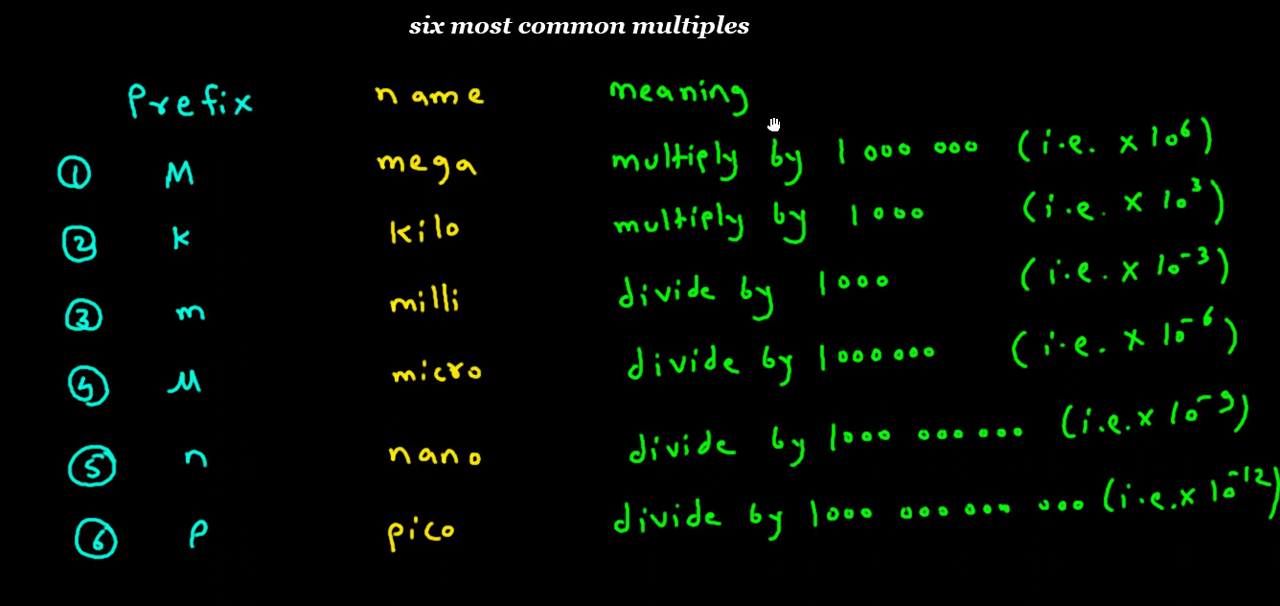 six most common multiples
Prefix name meaning
① M mega multiply by 1 000 000 (i.e. × 10⁶)
② k kilo multiply by 1000 (i.e. × 10³)
③ m milli divide by 1000 (i.e. × 10⁻³)
④ μ micro divide by 1000000 (i.e. × 10⁻⁶)
⑤ n nano divide by 1000 000 000 (i.e. × 10⁻⁹)
⑥ p pico divide by 1000 000 000 000 (i.e. × 10⁻¹²)